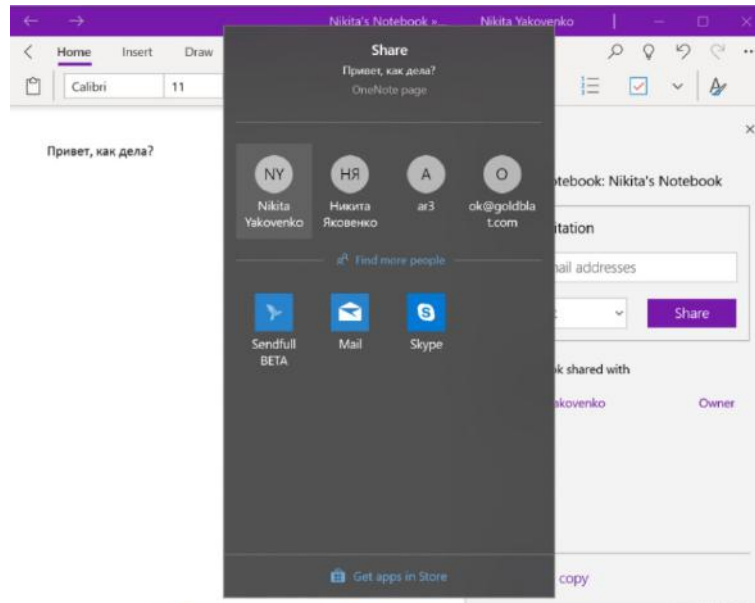 Nikita's Notebook »...
Nikita Yakovenko
Home
Insert
Draw
Calibri
11
Привет, как дела?
Share
Привет, как дела?
OneNote page
NY
Nikita
Yakovenko
НЯ
Никита
Яковенко
A
ar3
O
ok@goldbla
t.com
Find more people
Sendfull
BETA
Mail
Skype
Get apps in Store
Notebook: Nikita's Notebook
itation
ail addresses
Share
k shared with
akovenko
Owner
copy